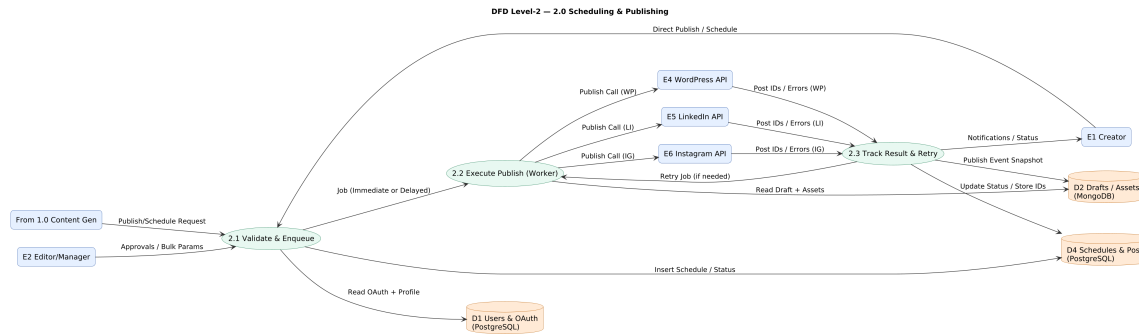 DFD Level-2 — 2.0 Scheduling & Publishing
Direct Publish / Schedule
E4 WordPress API
Publish Call (WP)
Post IDs / Errors (WP)
E5 LinkedIn API
Publish Call (LI)
Post IDs / Errors (LI)
E1 Creator
Notifications / Status
E6 Instagram API
Publish Call (IG)
Post IDs / Errors (IG)
2.3 Track Result & Retry
Publish Event Snapshot
2.2 Execute Publish (Worker)
Retry Job (if needed)
Read Draft + Assets
Update Status / Store IDs
D2 Drafts / Assets
(MongoDB)
Job (Immediate or Delayed)
From 1.0 Content Gen
Publish/Schedule Request
2.1 Validate & Enqueue
E2 Editor/Manager
Approvals / Bulk Params
D4 Schedules & Pos
(PostgreSQL)
Insert Schedule / Status
Read OAuth + Profile
D1 Users & OAuth
(PostgreSQL)